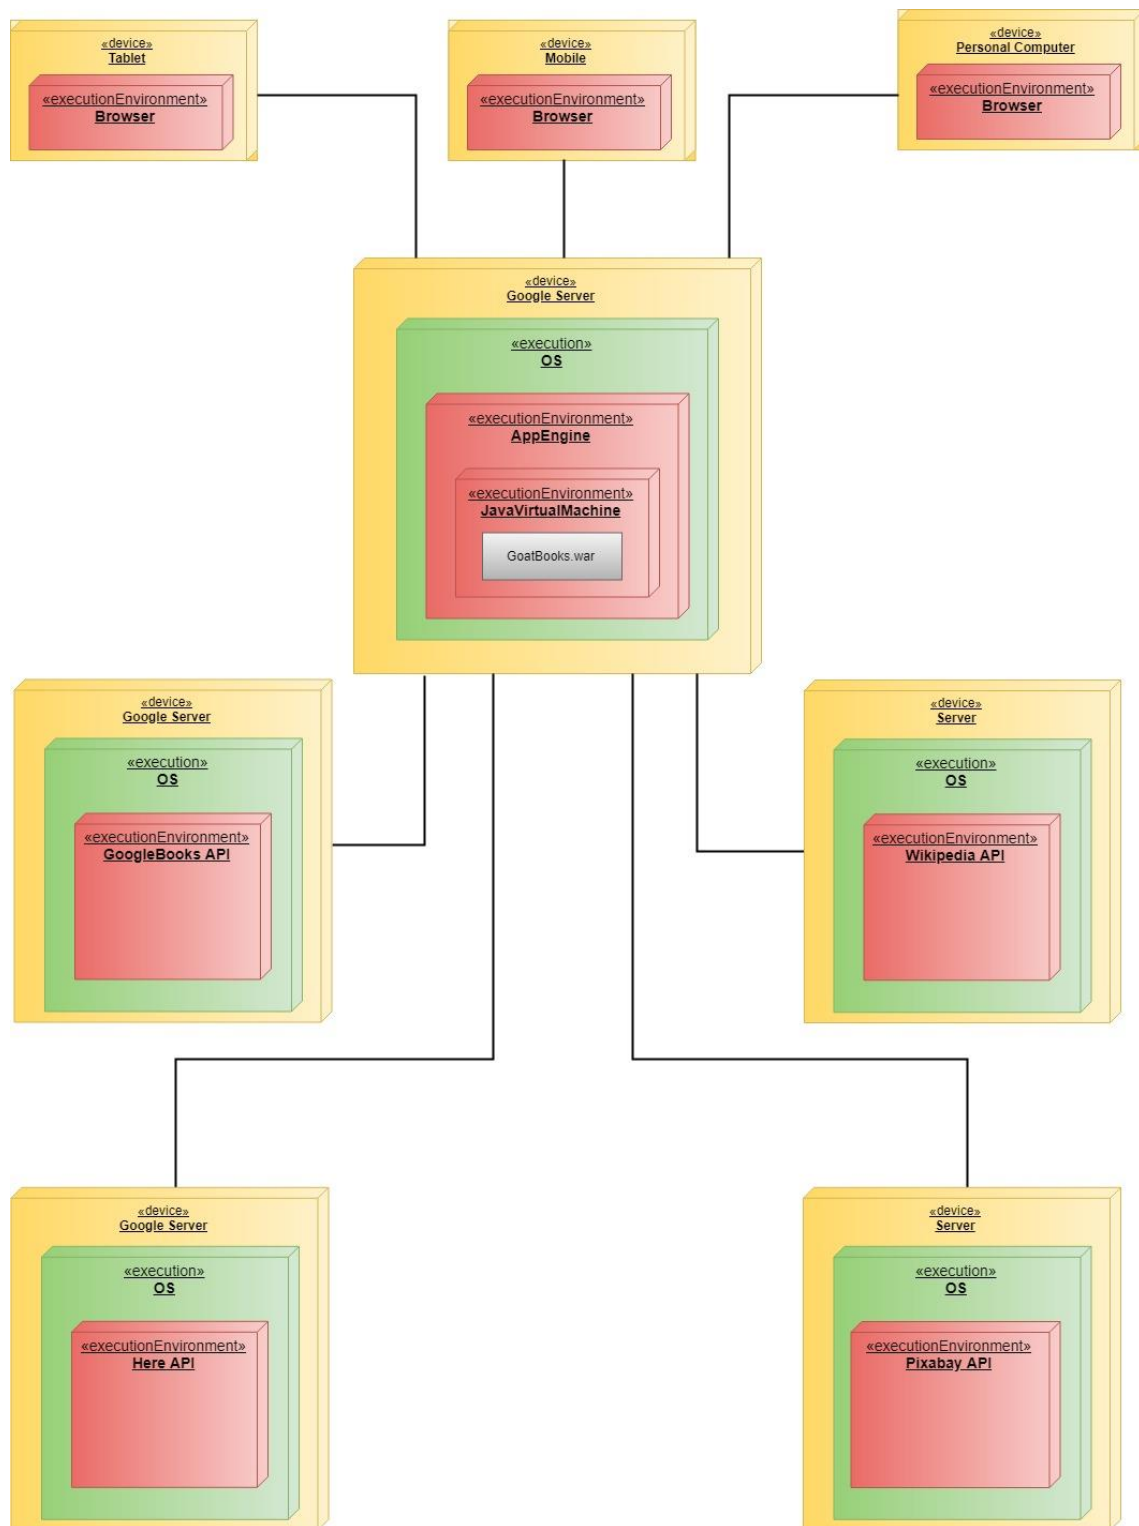 «device»
Tablet
«executionEnvironment»
Browser
«device»
Mobile
«executionEnvironment»
Browser
«device»
Personal Computer
«executionEnvironment»
Browser
«device»
Google Server
«execution»
OS
«executionEnvironment»
AppEngine
«executionEnvironment»
JavaVirtualMachine
GoatBooks.war
«device»
Google Server
«execution»
OS
«executionEnvironment»
GoogleBooks API
«device»
Server
«execution»
OS
«executionEnvironment»
Wikipedia API
«device»
Google Server
«execution»
OS
«executionEnvironment»
Here API
«device»
Server
«execution»
OS
«executionEnvironment»
Pixabay API